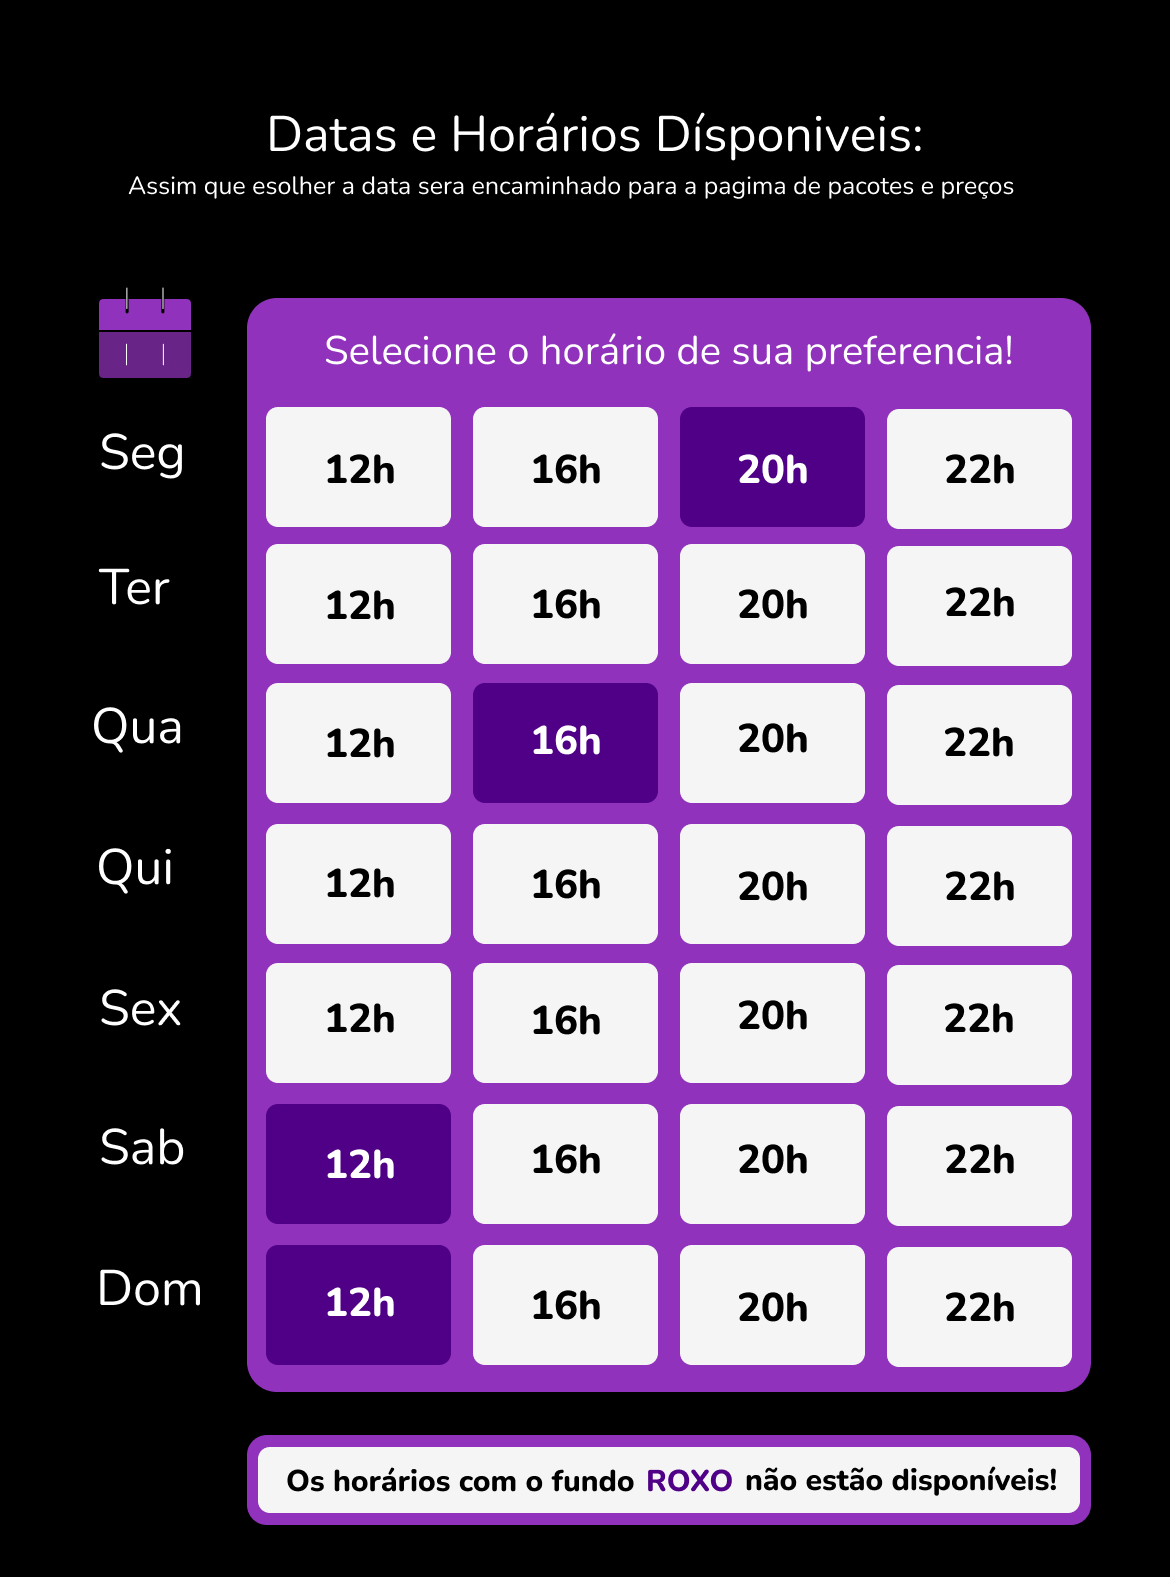 Datas e Horários Dísponiveis:
Assim que esolher a data sera encaminhado para a pagima de pacotes e preços
Selecione o horário de sua preferencia!
Seg 12h 16h 20h 22h
Ter 12h 16h 20h 22h
Qua 12h 16h 20h 22h
Qui 12h 16h 20h 22h
Sex 12h 16h 20h 22h
Sab 12h 16h 20h 22h
Dom 12h 16h 20h 22h
Os horários com o fundo ROXO não estão disponíveis!